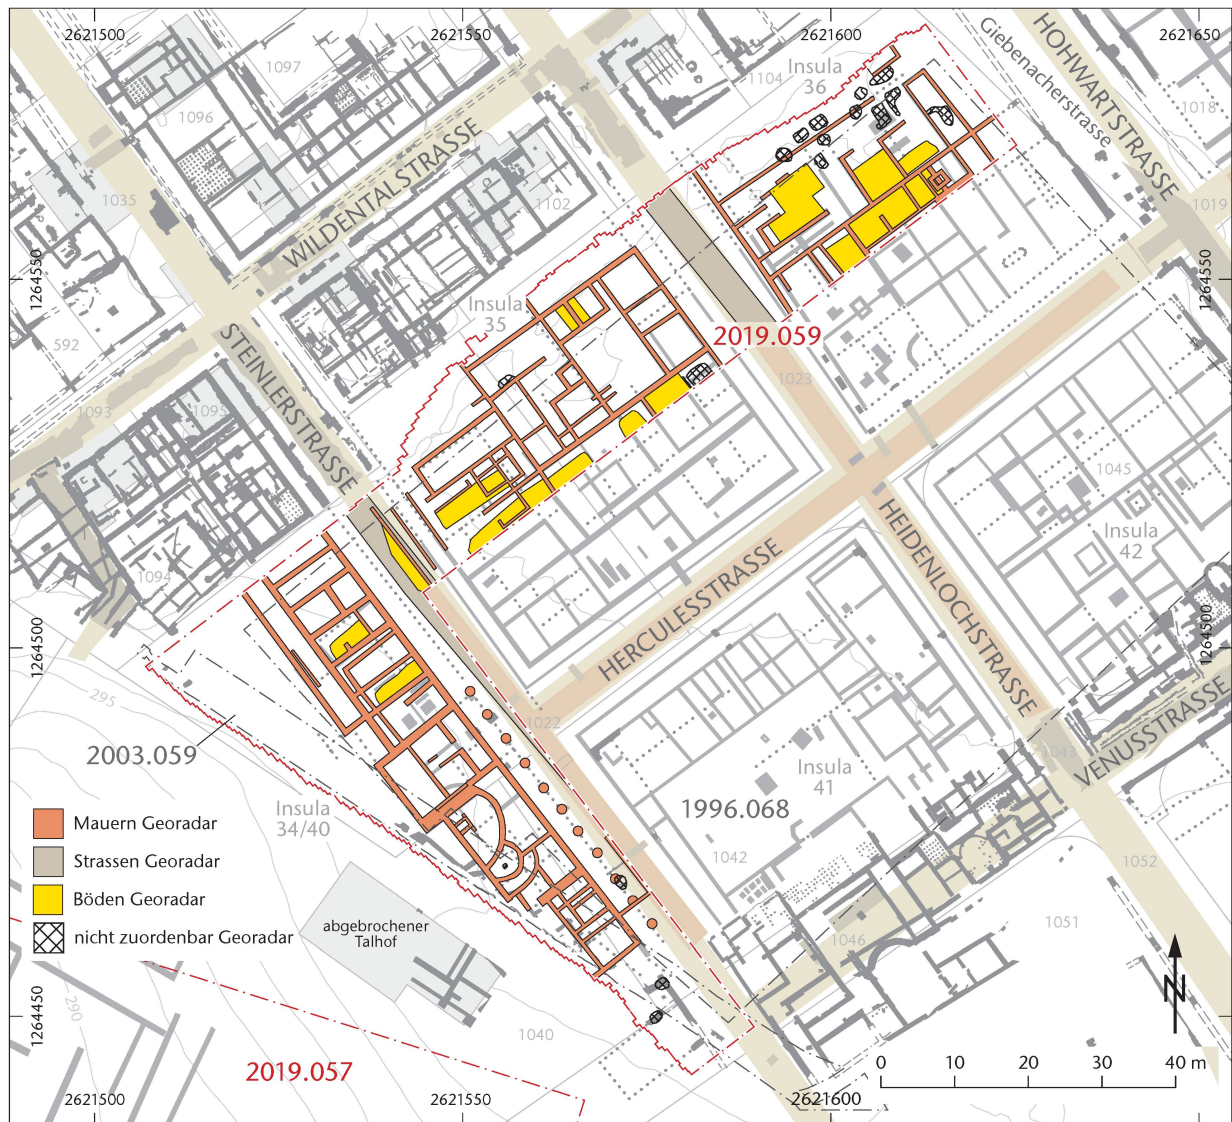 2621500
2621550
2621600
2621650
HOHWARTSTRASSE
Giebenacherstrasse
1097
1104
Insula
36
1018
1096
WILDENTALSTRASSE
1035
1102
1019
1264550
1264550
Insula
35
2019.059
592
STEINLERSTRASSE
1023
1093
1095
1045
HEIDENLOCHSTRASSE
Insula
42
1094
HERCULESSTRASSE
1264500
1264500
295
1022
VENUSSTRASSE
1043
2003.059
Insula
41
Insula
34/40
1996.068
Mauern Georadar
Strassen Georadar
Böden Georadar
nicht zuordenbar Georadar
1042
1052
abgebrochener
Talhof
1051
1046
290
1264450
1264450
1040
N
2019.057
0 10 20 30 40 m
2621500
2621550
2621600